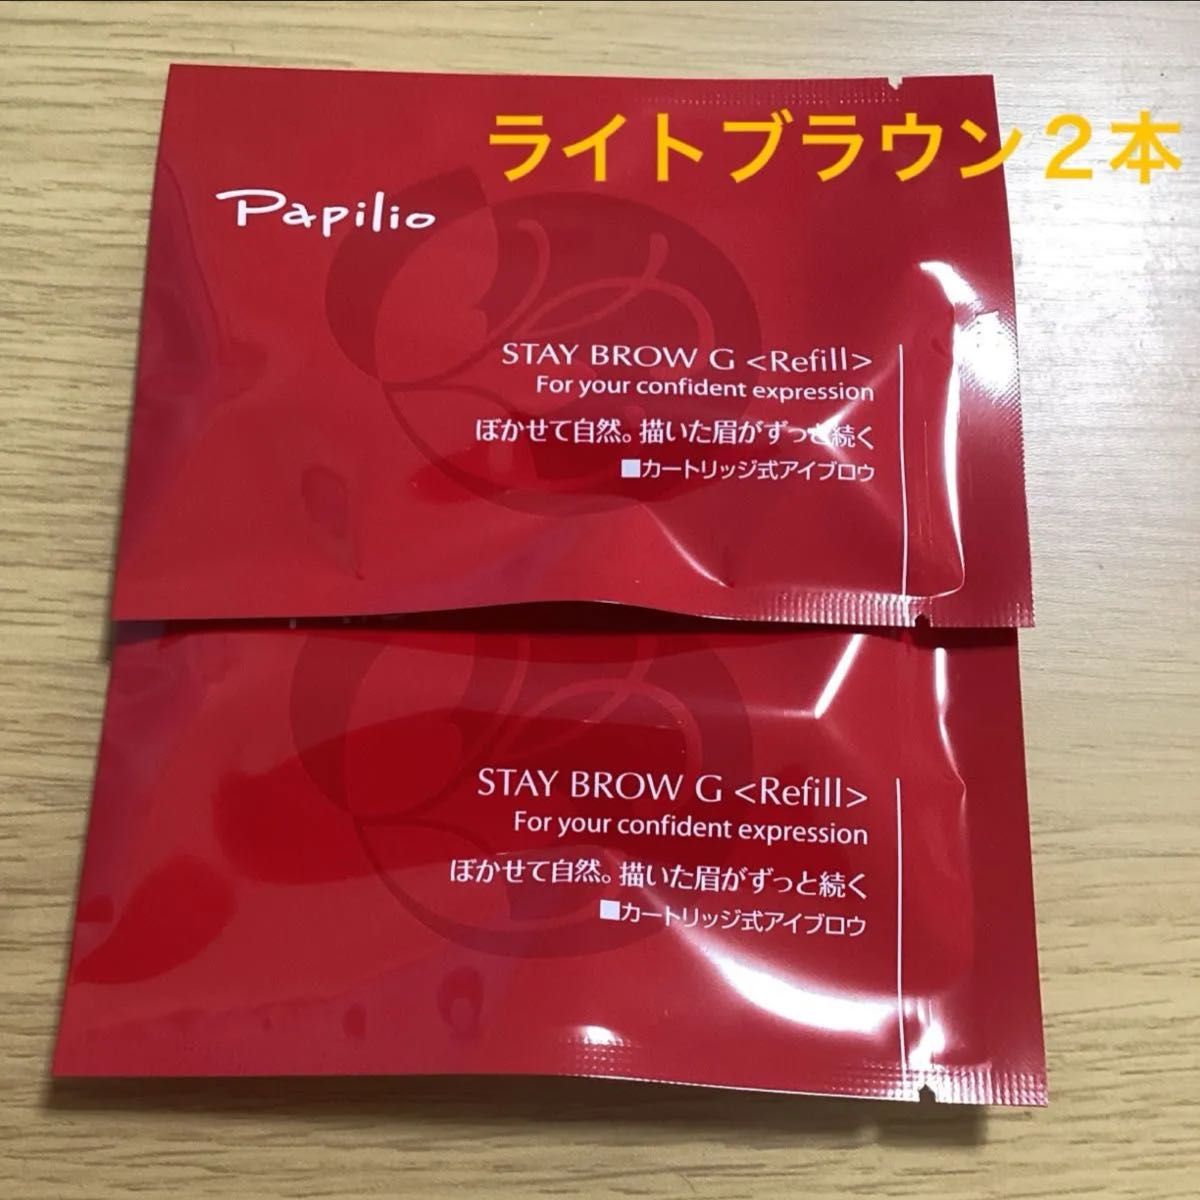 ライトブラウン２本
Papilio
STAY BROW G <Refill>
For your confident expression
ぼかせて自然。描いた眉がずっと続く
■カートリッジ式アイブロウ
STAY BROW G <Refill>
For your confident expression
ぼかせて自然。描いた眉がずっと続く
■カートリッジ式アイブロウ